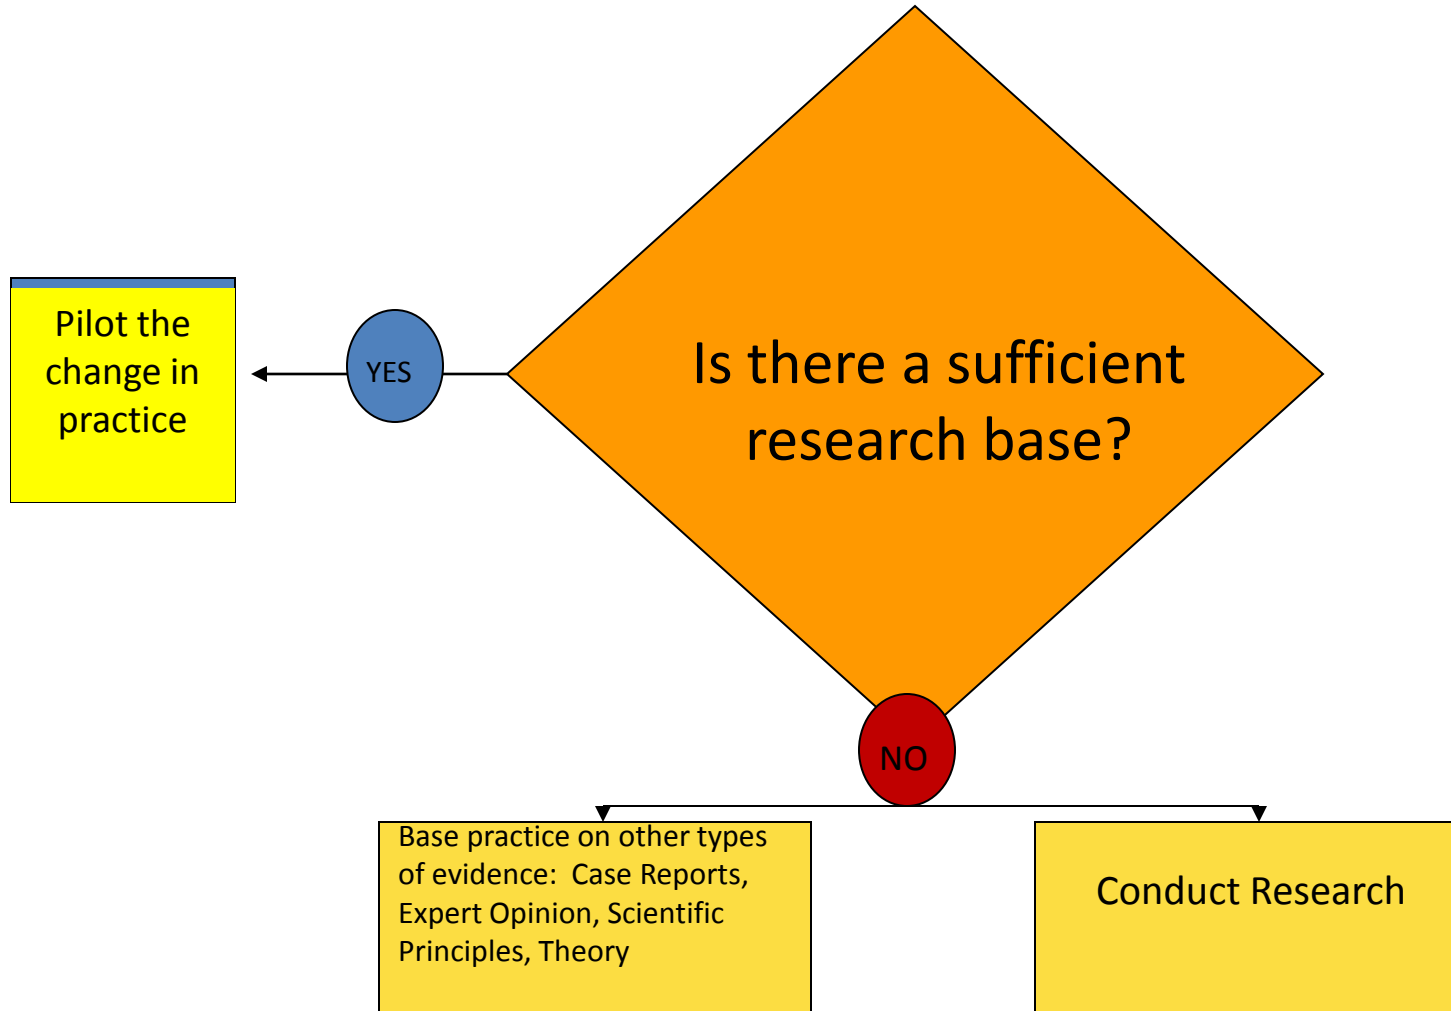 Is there a sufficient
research base?
YES
Pilot the
change in
practice
NO
Base practice on other types
of evidence:  Case Reports,
Expert Opinion, Scientific
Principles, Theory
Conduct Research